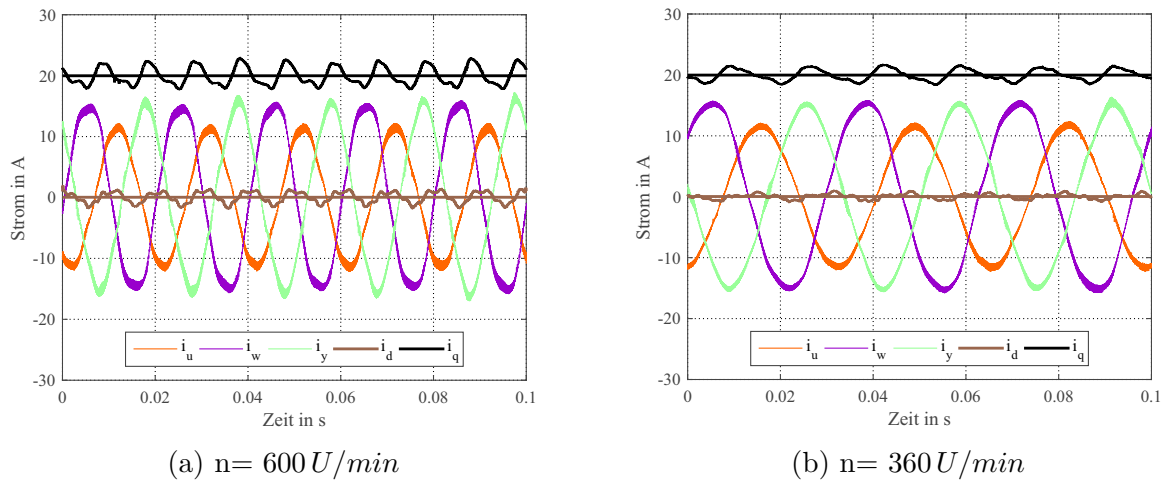 30
20
10
0
-10
-20
-30
Strom in A
i_u i_w i_y i_d i_q
0 0.02 0.04 0.06 0.08 0.1
Zeit in s
(a) n= 600 U/min
30
20
10
0
-10
-20
-30
Strom in A
i_u i_w i_y i_d i_q
0 0.02 0.04 0.06 0.08 0.1
Zeit in s
(b) n= 360 U/min